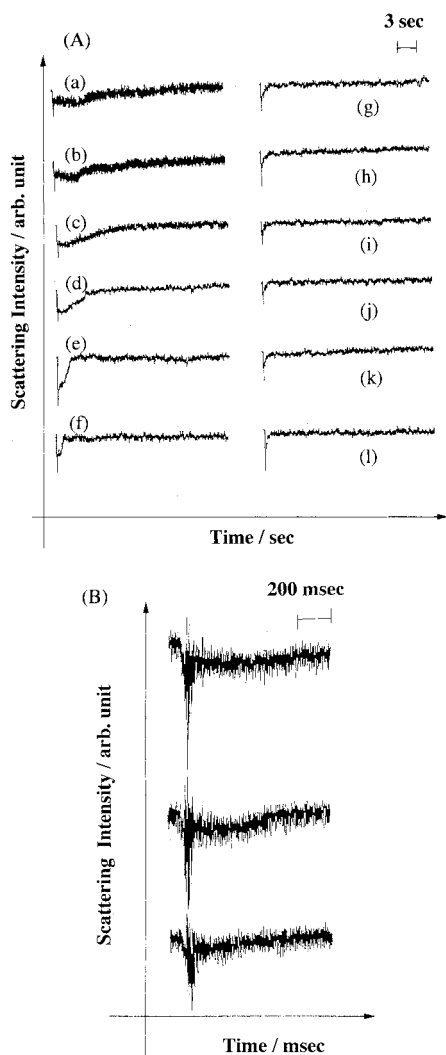 (A)
3 sec
(a)
(g)
(b)
(h)
(c)
(i)
(d)
(j)
(e)
(k)
(f)
(l)
Scattering Intensity / arb. unit
Time / sec
(B)
200 msec
Scattering Intensity / arb. unit
Time / msec